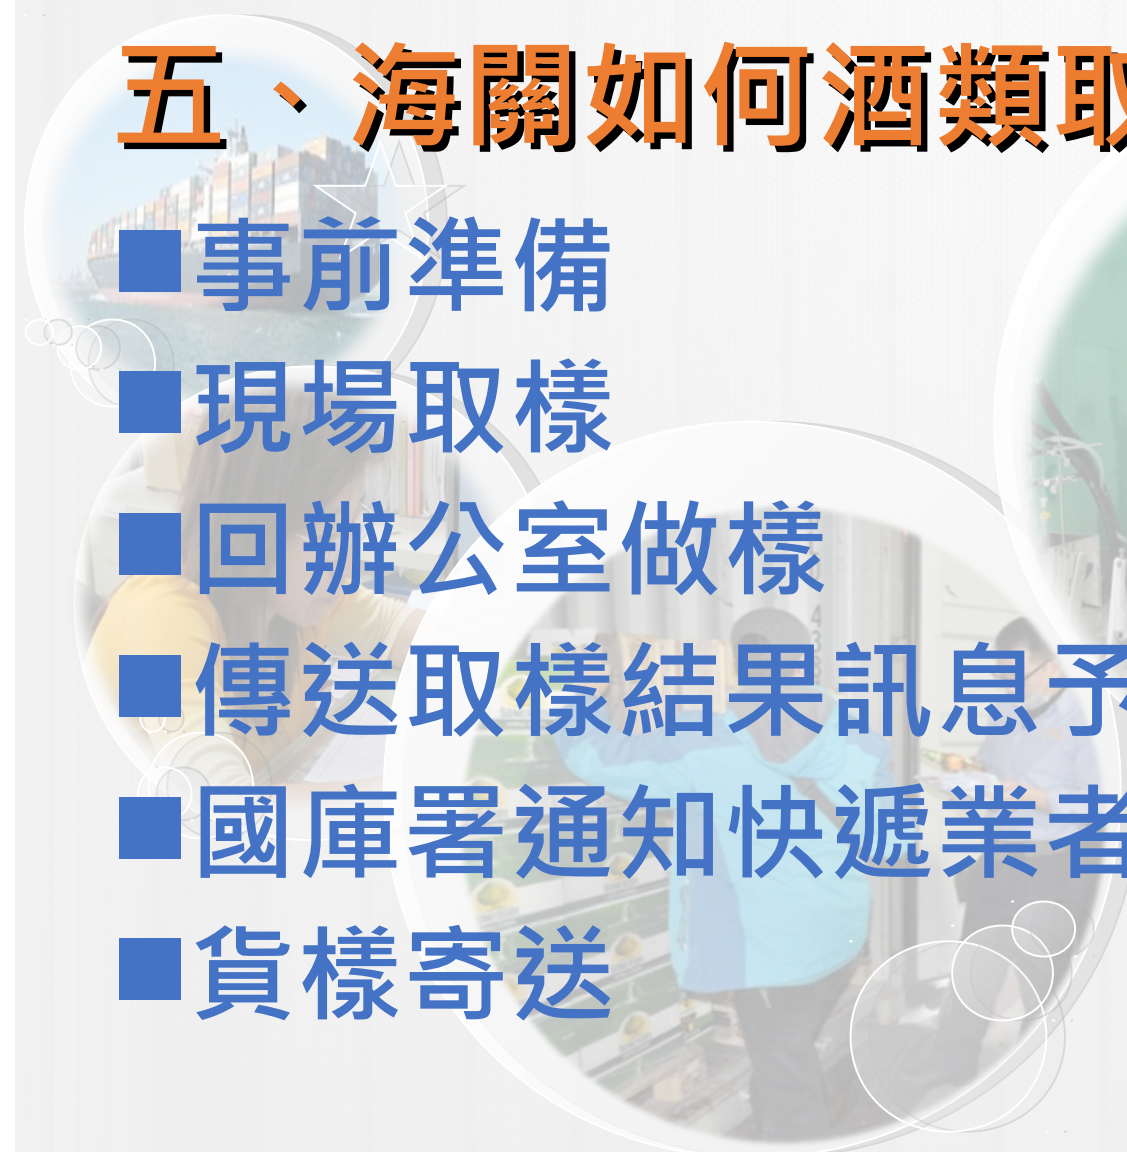 五、海關如何酒類取
■事前準備
■現場取樣
■回辦公室做樣
■傳送取樣結果訊息予
■國庫署通知快遞業者
■貨樣寄送